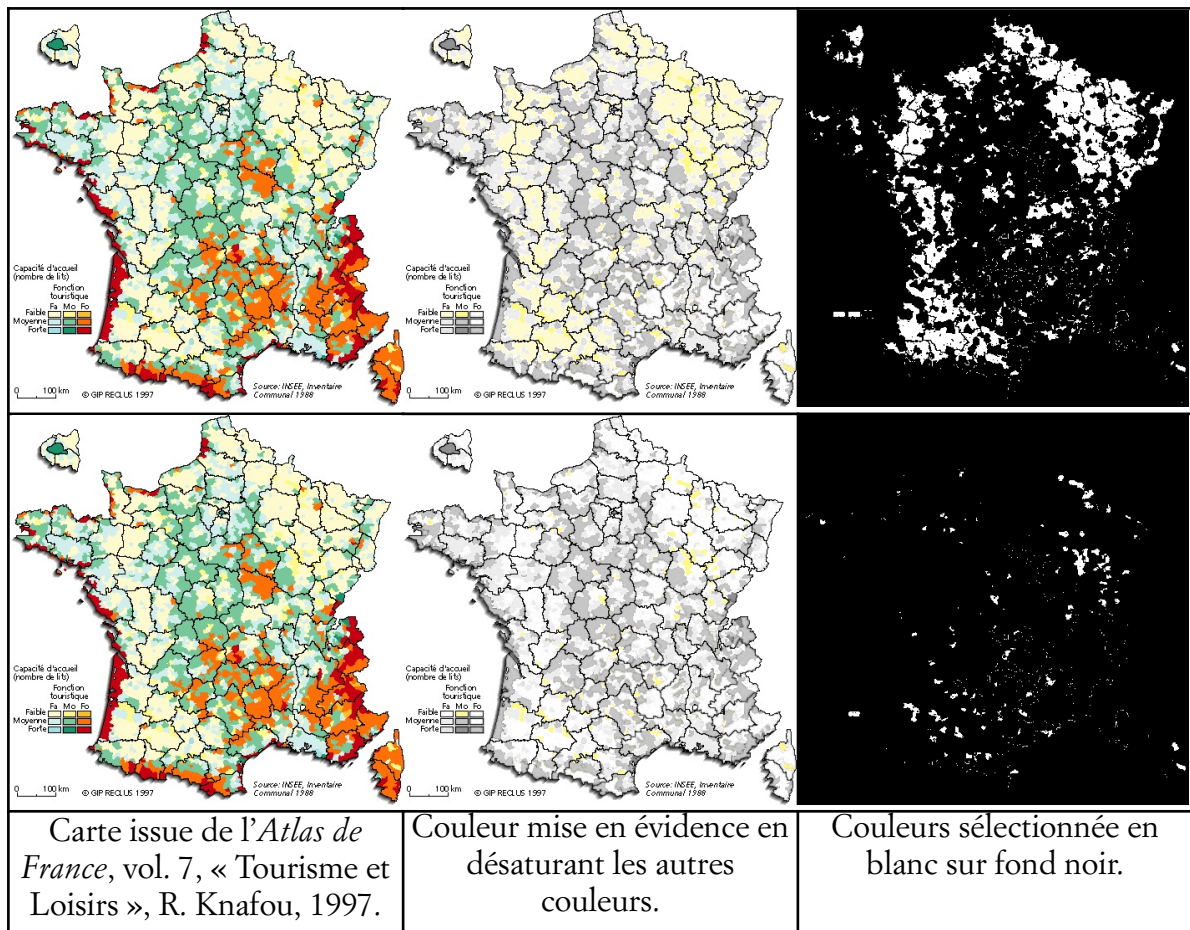 Capacité d'accueil
(nombre de lits)
Fonction
touristique
Fa Mo Fo
Faible
Moyenne
Forte
0 100 km
© GIP RECLUS 1997
Source: INSEE, Inventaire
Communal 1988
Capacité d'accueil
(nombre de lits)
Fonction
touristique
Fa Mo Fo
Faible
Moyenne
Forte
0 100 km
© GIP RECLUS 1997
Source: INSEE, Inventaire
Communal 1988
Capacité d'accueil
(nombre de lits)
Fonction
touristique
Fa Mo Fo
Faible
Moyenne
Forte
0 100 km
© GIP RECLUS 1997
Source: INSEE, Inventaire
Communal 1988
Capacité d'accueil
(nombre de lits)
Fonction
touristique
Fa Mo Fo
Faible
Moyenne
Forte
0 100 km
© GIP RECLUS 1997
Source: INSEE, Inventaire
Communal 1988
Carte issue de l'Atlas de
France, vol. 7, « Tourisme et
Loisirs », R. Knafou, 1997.
Couleur mise en évidence en
désaturant les autres
couleurs.
Couleurs sélectionnée en
blanc sur fond noir.